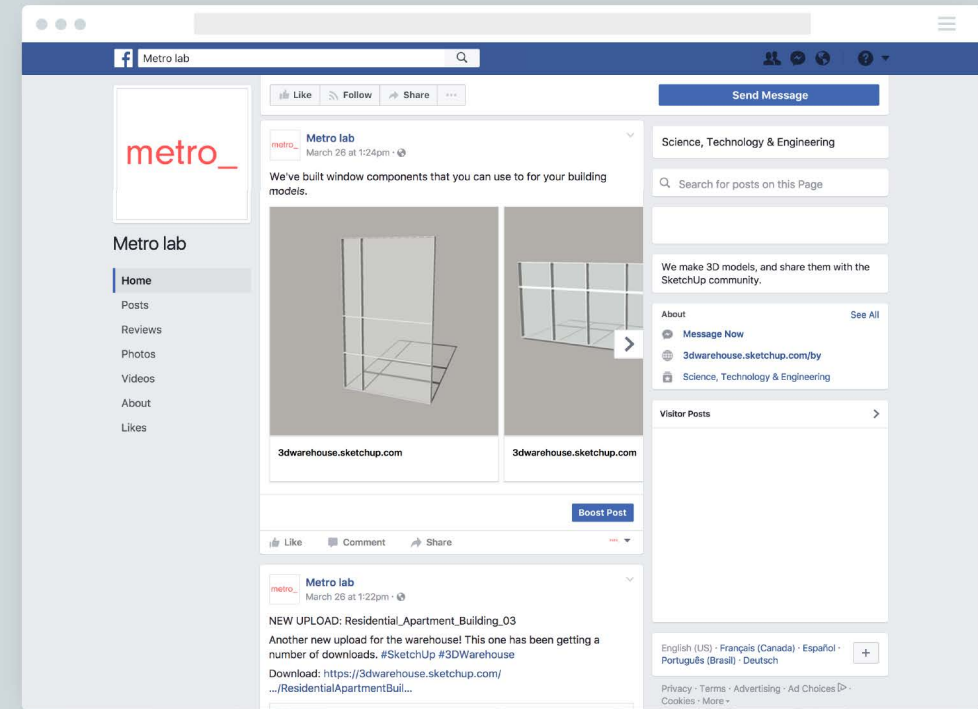 Metro lab
Like
Follow
Share
Send Message
metro_
Metro lab
Home
Posts
Reviews
Photos
Videos
About
Likes
metro_
Metro lab
March 26 at 1:24pm ·
We've built window components that you can use to for your building
models.
3dwarehouse.sketchup.com
3dwarehouse.sketchup.com
Boost Post
Like
Comment
Share
metro_
Metro lab
March 26 at 1:22pm ·
NEW UPLOAD: Residential_Apartment_Building_03
Another new upload for the warehouse! This one has been getting a
number of downloads. #SketchUp #3DWarehouse
Download: https://3dwarehouse.sketchup.com/
.../ResidentialApartmentBuil...
Science, Technology & Engineering
Search for posts on this Page
We make 3D models, and share them with the
SketchUp community.
About
See All
Message Now
3dwarehouse.sketchup.com/by
Science, Technology & Engineering
Visitor Posts
English (US) · Français (Canada) · Español ·
Português (Brasil) · Deutsch
Privacy · Terms · Advertising · Ad Choices ·
Cookies · More